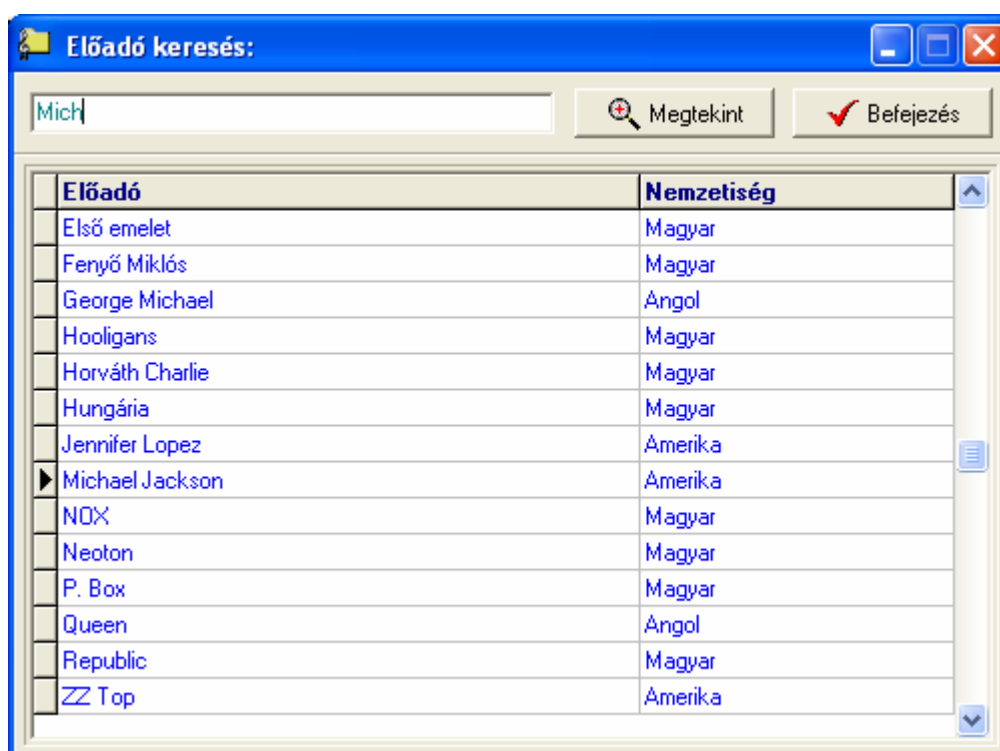 Előadó keresés:
Mich Megtekint Befejezés
Előadó Nemzetiség
Első emelet Magyar
Fenyő Miklós Magyar
George Michael Angol
Hooligans Magyar
Horváth Charlie Magyar
Hungária Magyar
Jennifer Lopez Amerika
Michael Jackson Amerika
NOX Magyar
Neoton Magyar
P. Box Magyar
Queen Angol
Republic Magyar
ZZ Top Amerika